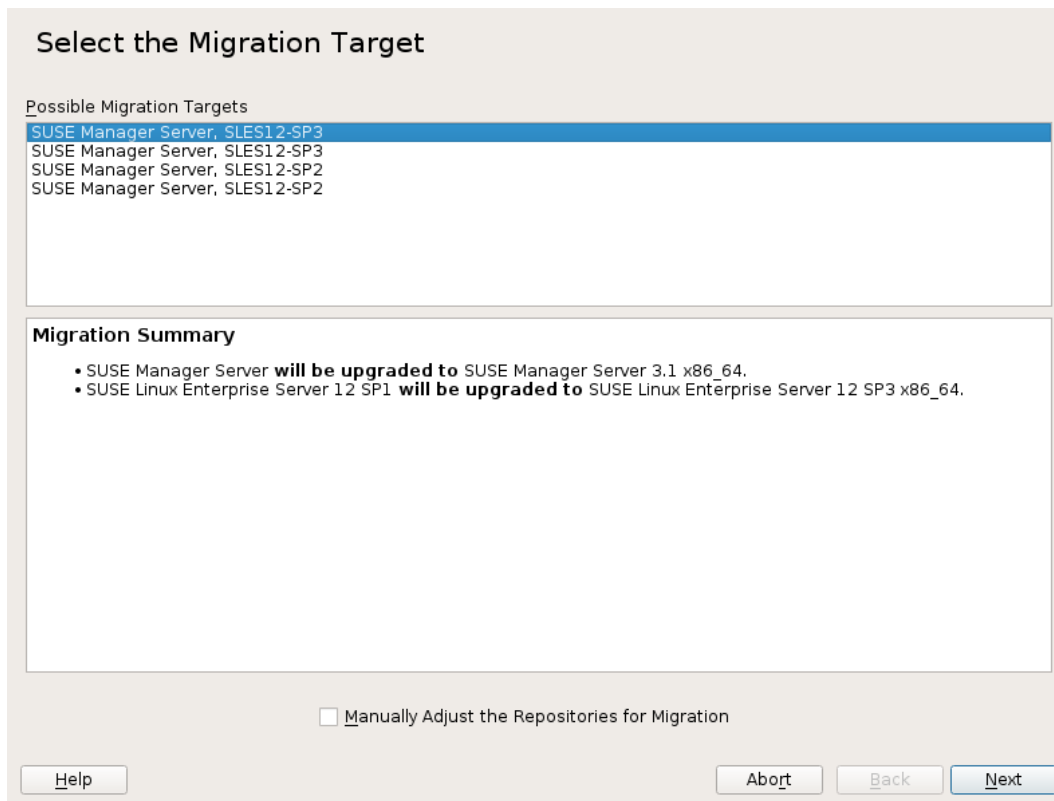 Select the Migration Target
Possible Migration Targets
SUSE Manager Server, SLES12-SP3
SUSE Manager Server, SLES12-SP3
SUSE Manager Server, SLES12-SP2
SUSE Manager Server, SLES12-SP2
Migration Summary
• SUSE Manager Server will be upgraded to SUSE Manager Server 3.1 x86_64.
• SUSE Linux Enterprise Server 12 SP1 will be upgraded to SUSE Linux Enterprise Server 12 SP3 x86_64.
Manually Adjust the Repositories for Migration
Help Abort Back Next